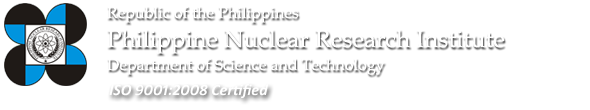 Republic of the Philippines
Philippine Nuclear Research Institute
Department of Science and Technology
ISO 9001:2008 Certified